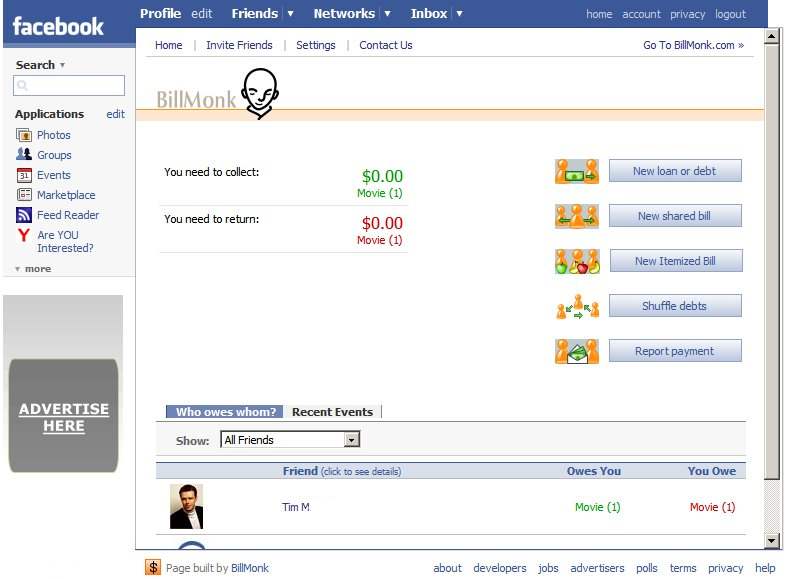 facebook
Profile edit Friends Networks Inbox home account privacy logout
Search
Applications edit
Photos
Groups
31 Events
Marketplace
Feed Reader
Y Are YOU
Interested?
more
ADVERTISE
HERE
Home Invite Friends Settings Contact Us Go To BillMonk.com »
BillMonk
You need to collect: $0.00
Movie (1)
You need to return: $0.00
Movie (1)
New loan or debt
New shared bill
New Itemized Bill
Shuffle debts
Report payment
Who owes whom? Recent Events
Show: All Friends
Friend (click to see details) Owes You You Owe
Tim M Movie (1) Movie (1)
$ Page built by BillMonk about developers jobs advertisers polls terms privacy help